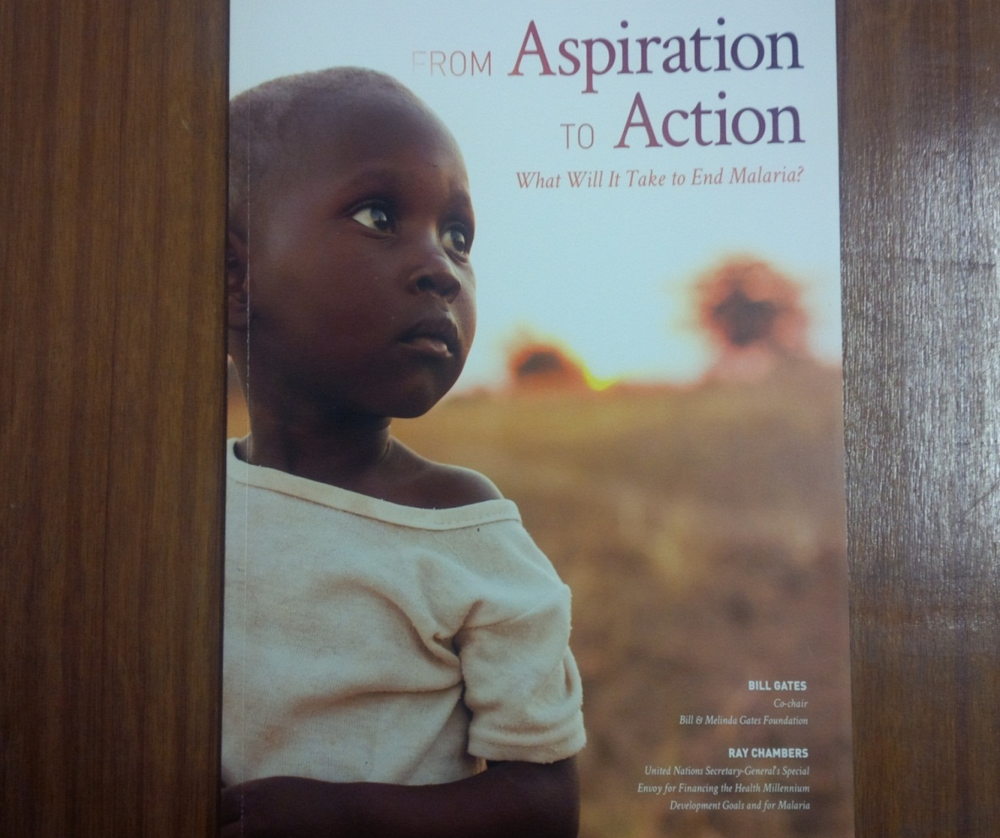 FROM Aspiration
TO Action
What Will It Take to End Malaria?
BILL GATES
Co-chair
Bill & Melinda Gates Foundation
RAY CHAMBERS
United Nations Secretary-General's Special
Envoy for Financing the Health Millennium
Development Goals and for Malaria